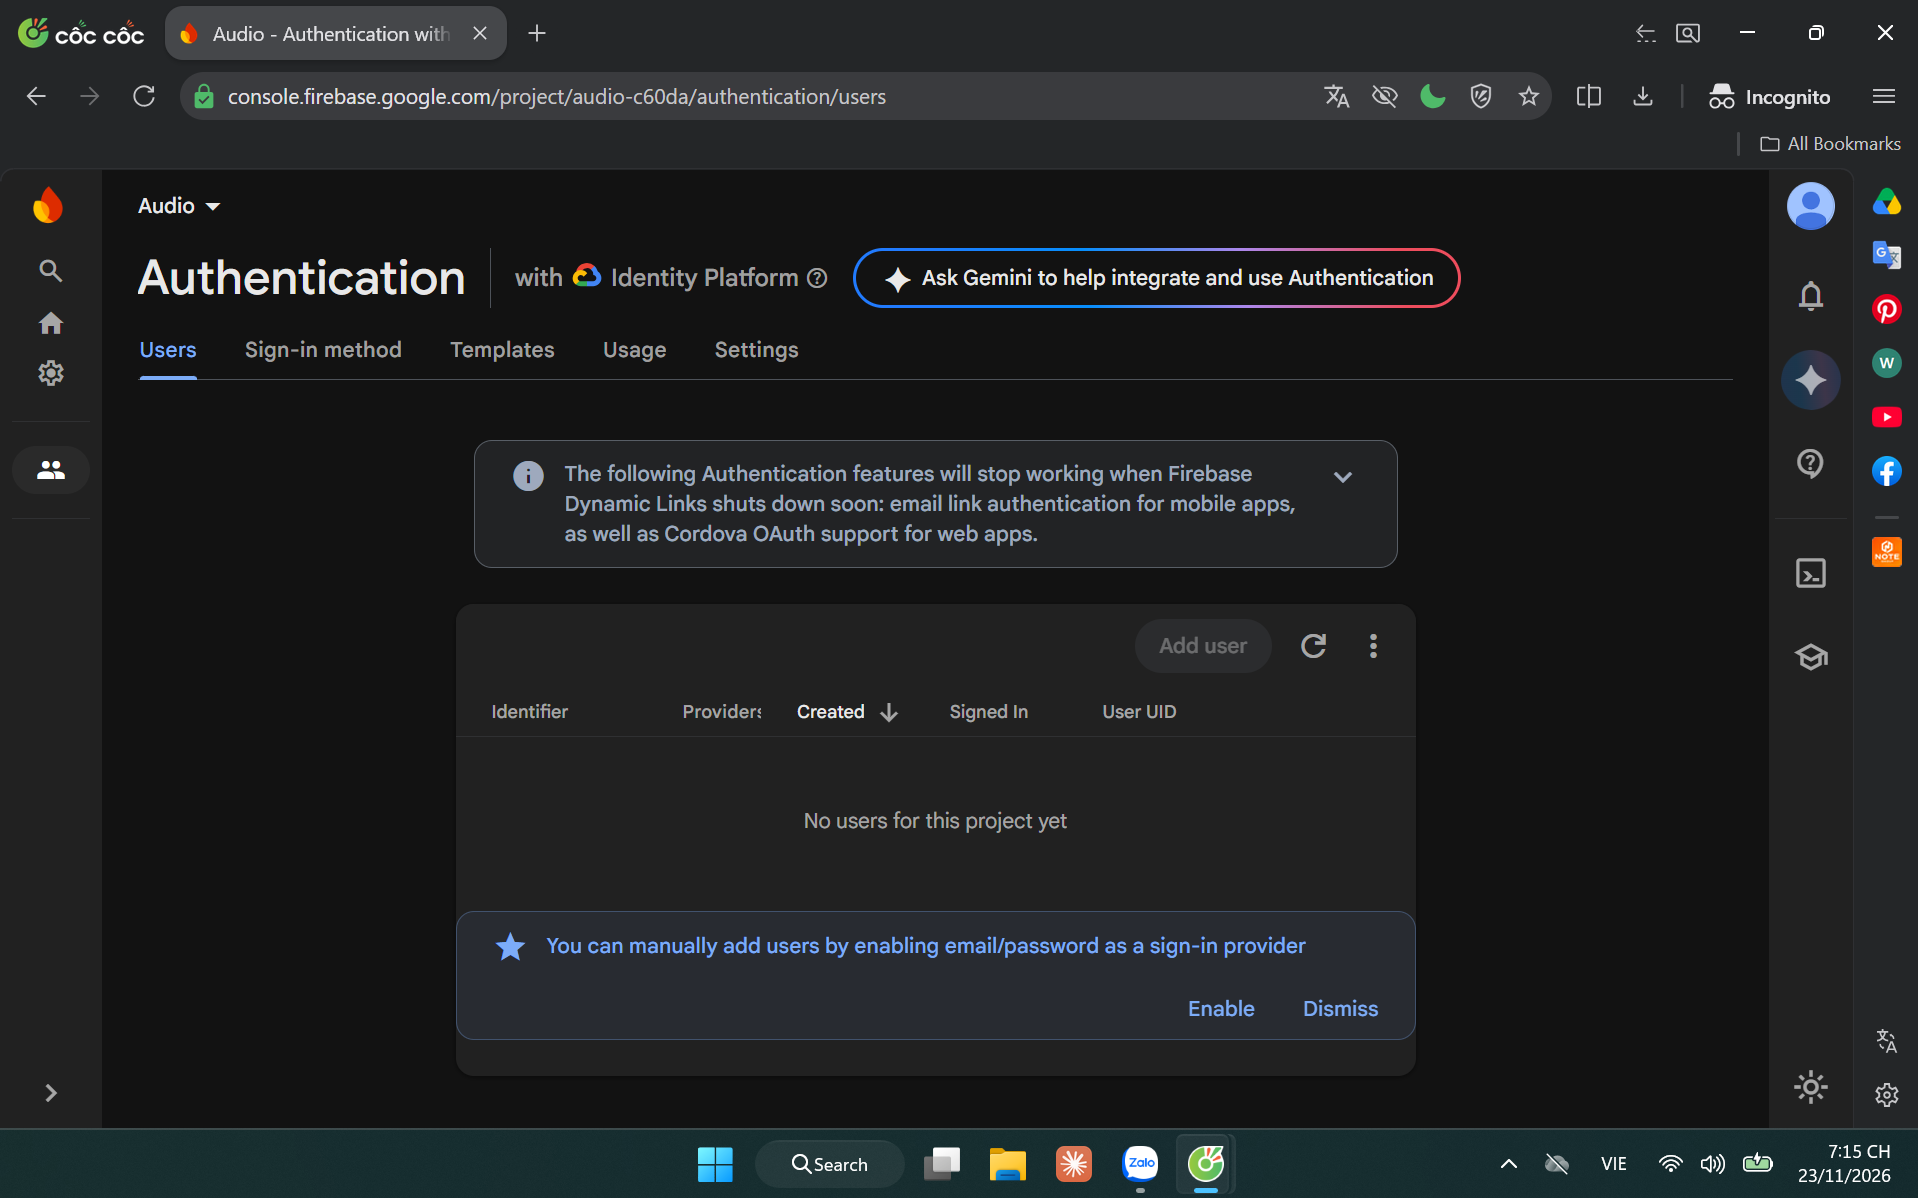 cốc cốc
Audio - Authentication with
console.firebase.google.com/project/audio-c60da/authentication/users
Incognito
All Bookmarks
Audio
Authentication
with Identity Platform
Ask Gemini to help integrate and use Authentication
Users
Sign-in method
Templates
Usage
Settings
W
The following Authentication features will stop working when Firebase
Dynamic Links shuts down soon: email link authentication for mobile apps,
as well as Cordova OAuth support for web apps.
NOTE
Add user
Identifier
Providers
Created
Signed In
User UID
No users for this project yet
You can manually add users by enabling email/password as a sign-in provider
Enable
Dismiss
Search
Zalo
VIE
7:15 CH
23/11/2026